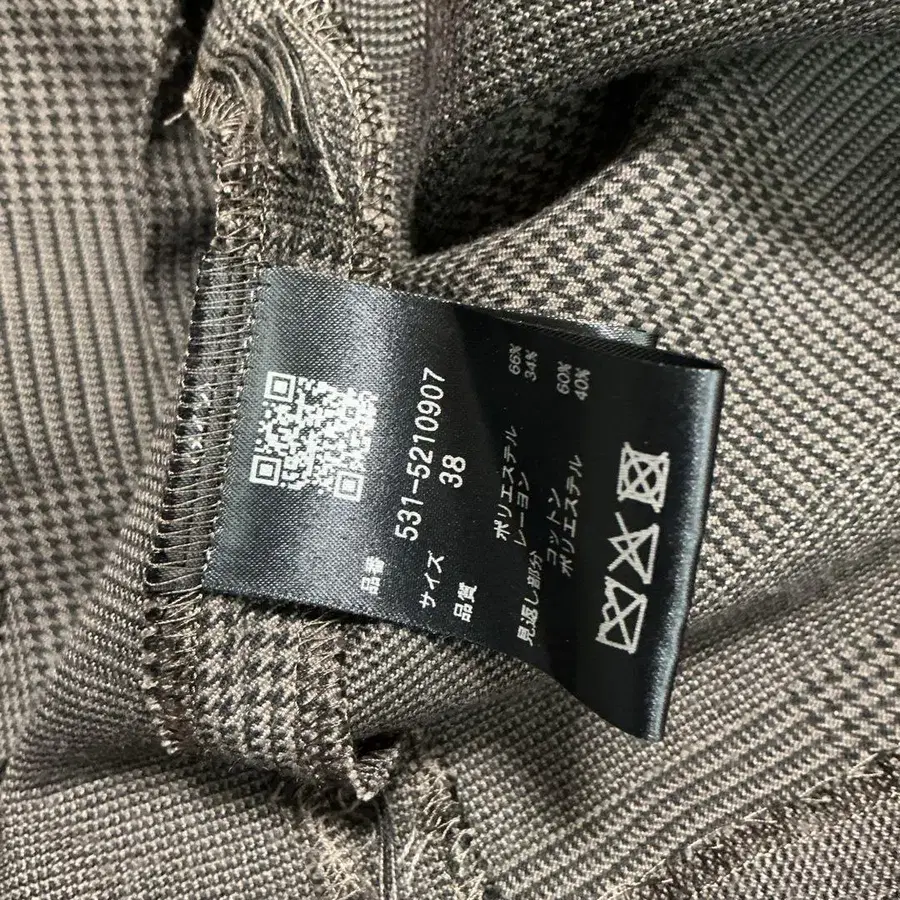 品番 531-5210907
サイズ 38
品質 ポリエステル 66%
レーヨン 34%
見返し部分 コットン 60%
ポリエステル 40%